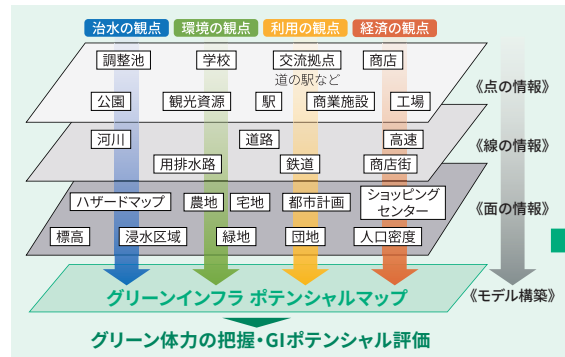 治水の観点 環境の観点 利用の観点 経済の観点
調整池 学校 交流拠点 商店
道の駅など
《点の情報》
公園 観光資源 駅 商業施設 工場
河川 道路 高速
《線の情報》
用排水路 鉄道 商店街
ハザードマップ 農地 宅地 都市計画 ショッピング
センター
《面の情報》
標高 浸水区域 緑地 団地 人口密度
グリーンインフラ ポテンシャルマップ 《モデル構築》
グリーン体力の把握・GIポテンシャル評価